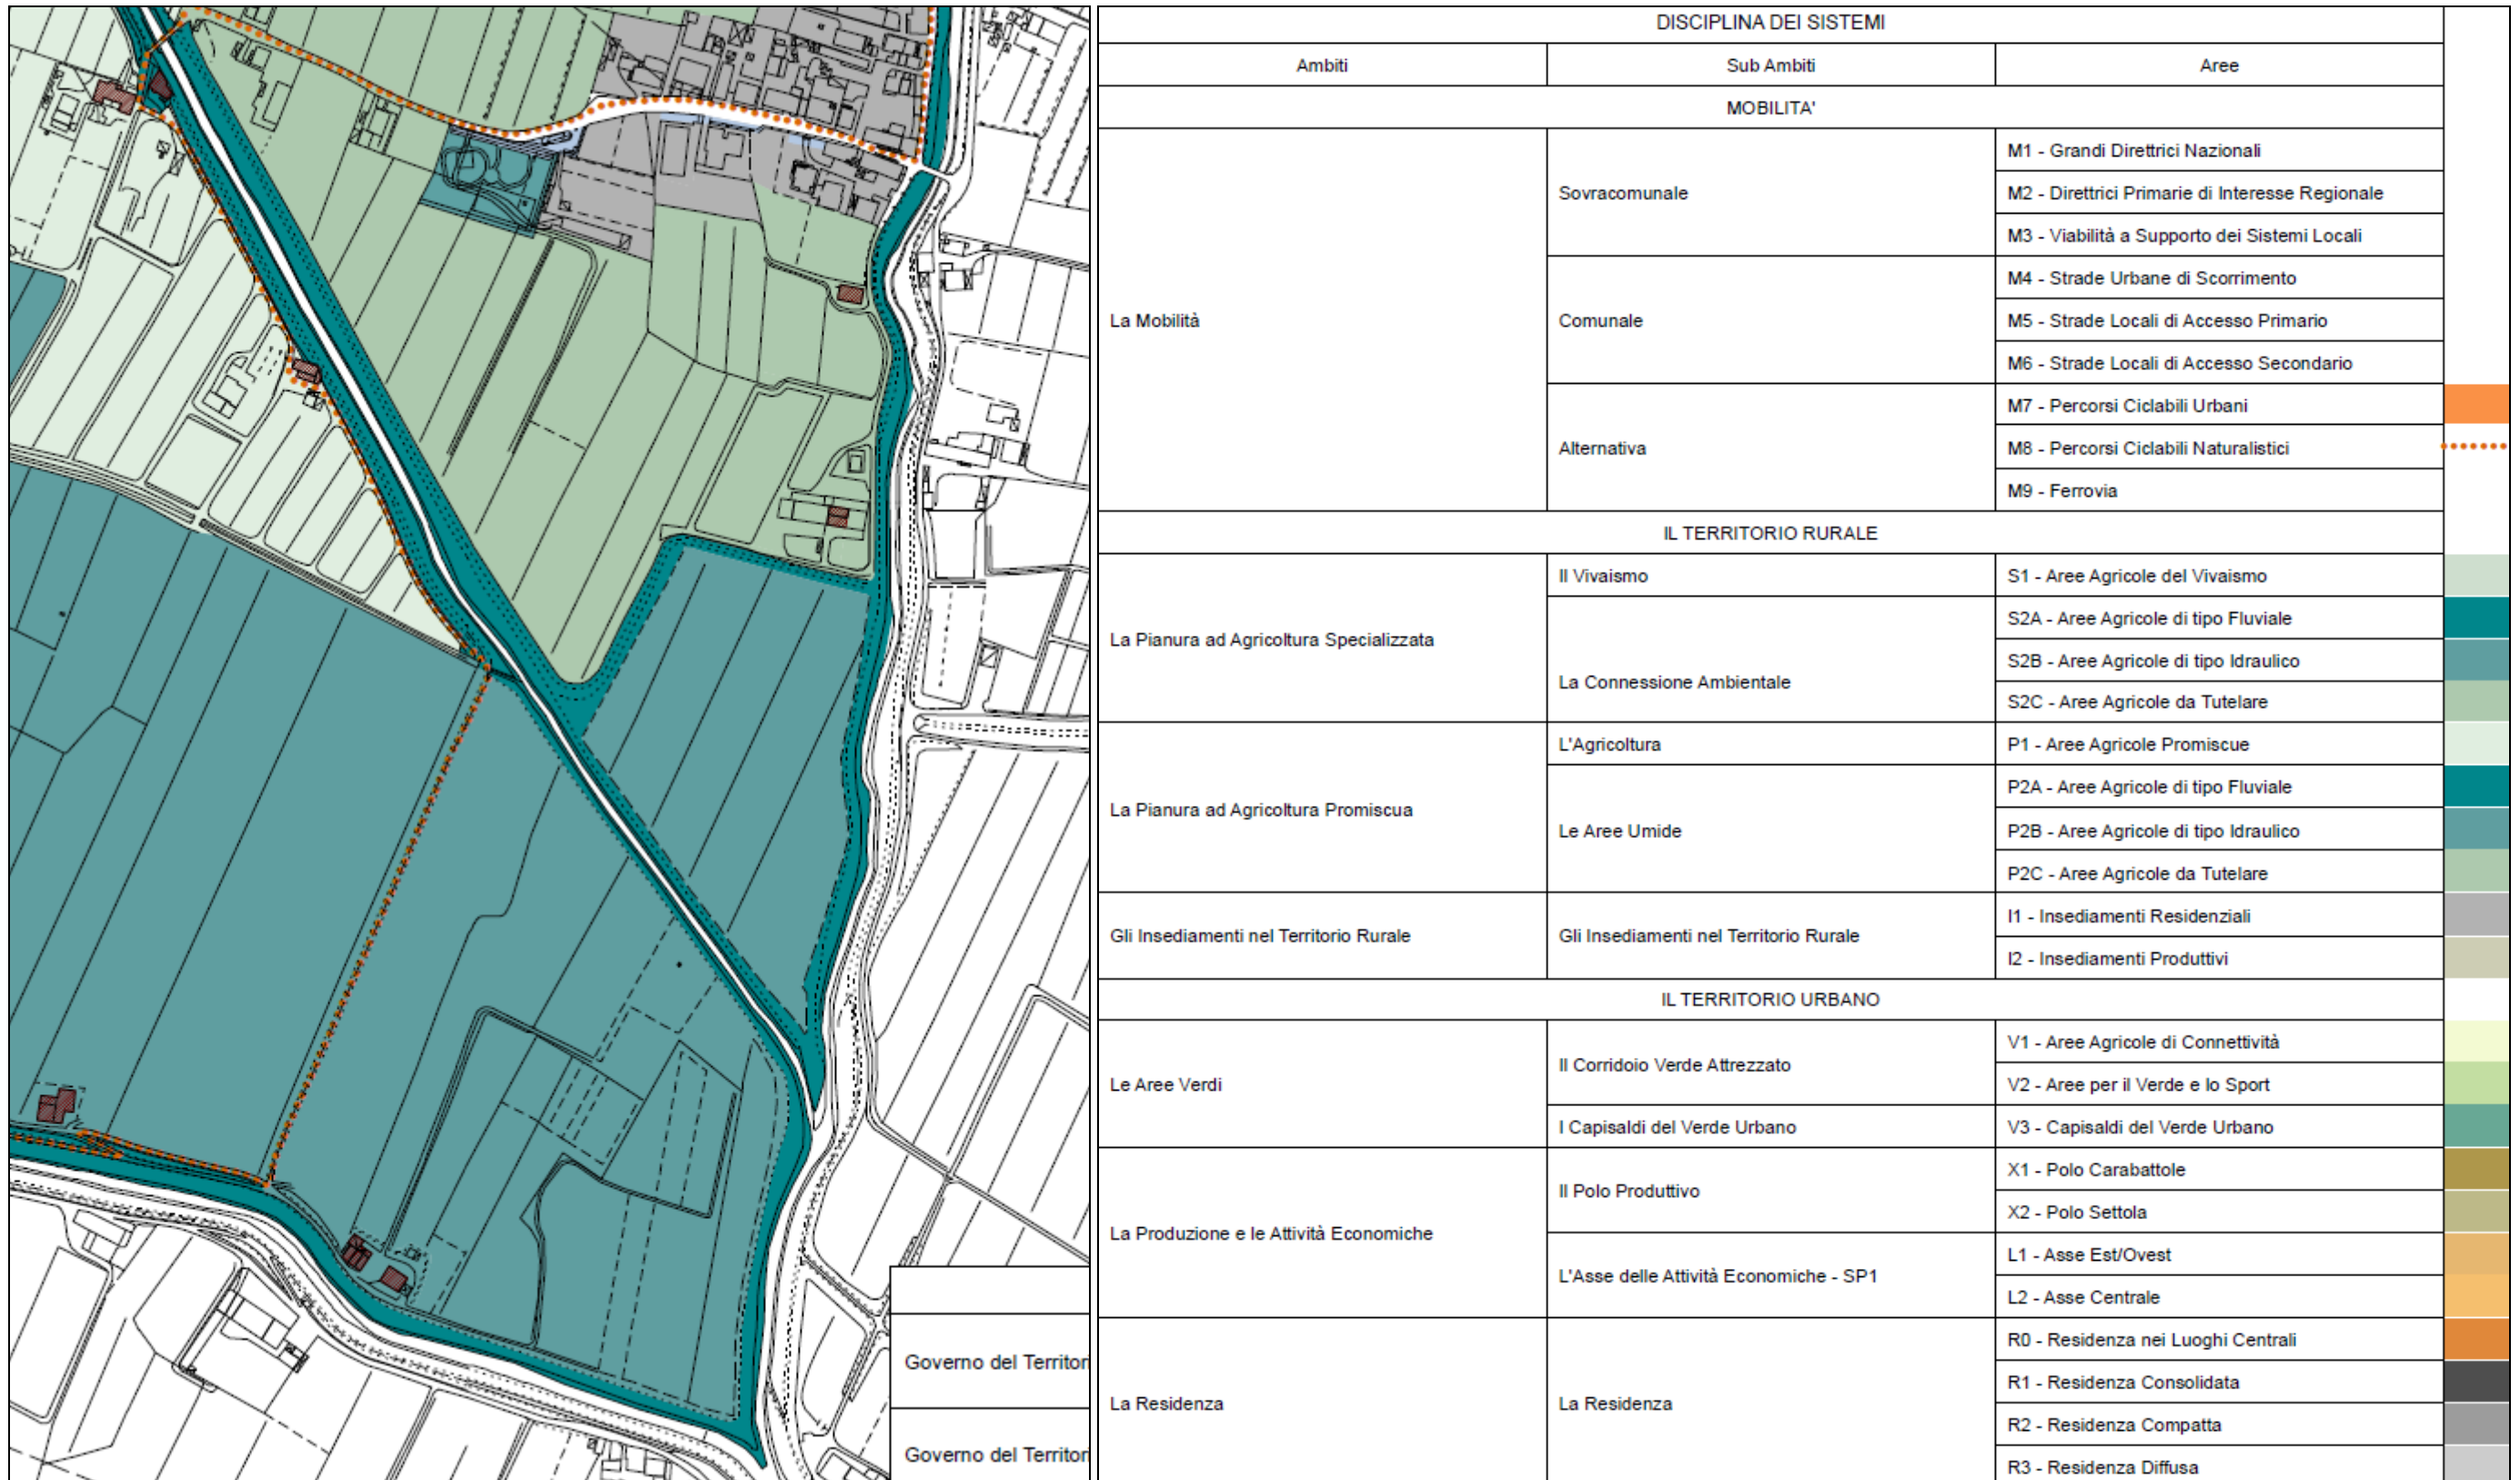 Governo del Territor
Governo del Territor
DISCIPLINA DEI SISTEMI
Ambiti
Sub Ambiti
Aree
MOBILITA'
La Mobilità
Sovracomunale
M1 - Grandi Direttrici Nazionali
M2 - Direttrici Primarie di Interesse Regionale
M3 - Viabilità a Supporto dei Sistemi Locali
Comunale
M4 - Strade Urbane di Scorrimento
M5 - Strade Locali di Accesso Primario
M6 - Strade Locali di Accesso Secondario
Alternativa
M7 - Percorsi Ciclabili Urbani
M8 - Percorsi Ciclabili Naturalistici
M9 - Ferrovia
IL TERRITORIO RURALE
La Pianura ad Agricoltura Specializzata
Il Vivaismo
S1 - Aree Agricole del Vivaismo
La Connessione Ambientale
S2A - Aree Agricole di tipo Fluviale
S2B - Aree Agricole di tipo Idraulico
S2C - Aree Agricole da Tutelare
La Pianura ad Agricoltura Promiscua
L'Agricoltura
P1 - Aree Agricole Promiscue
Le Aree Umide
P2A - Aree Agricole di tipo Fluviale
P2B - Aree Agricole di tipo Idraulico
P2C - Aree Agricole da Tutelare
Gli Insediamenti nel Territorio Rurale
Gli Insediamenti nel Territorio Rurale
I1 - Insediamenti Residenziali
I2 - Insediamenti Produttivi
IL TERRITORIO URBANO
Le Aree Verdi
Il Corridoio Verde Attrezzato
V1 - Aree Agricole di Connettività
V2 - Aree per il Verde e lo Sport
I Capisaldi del Verde Urbano
V3 - Capisaldi del Verde Urbano
La Produzione e le Attività Economiche
Il Polo Produttivo
X1 - Polo Carabattole
X2 - Polo Settola
L'Asse delle Attività Economiche - SP1
L1 - Asse Est/Ovest
L2 - Asse Centrale
La Residenza
La Residenza
R0 - Residenza nei Luoghi Centrali
R1 - Residenza Consolidata
R2 - Residenza Compatta
R3 - Residenza Diffusa